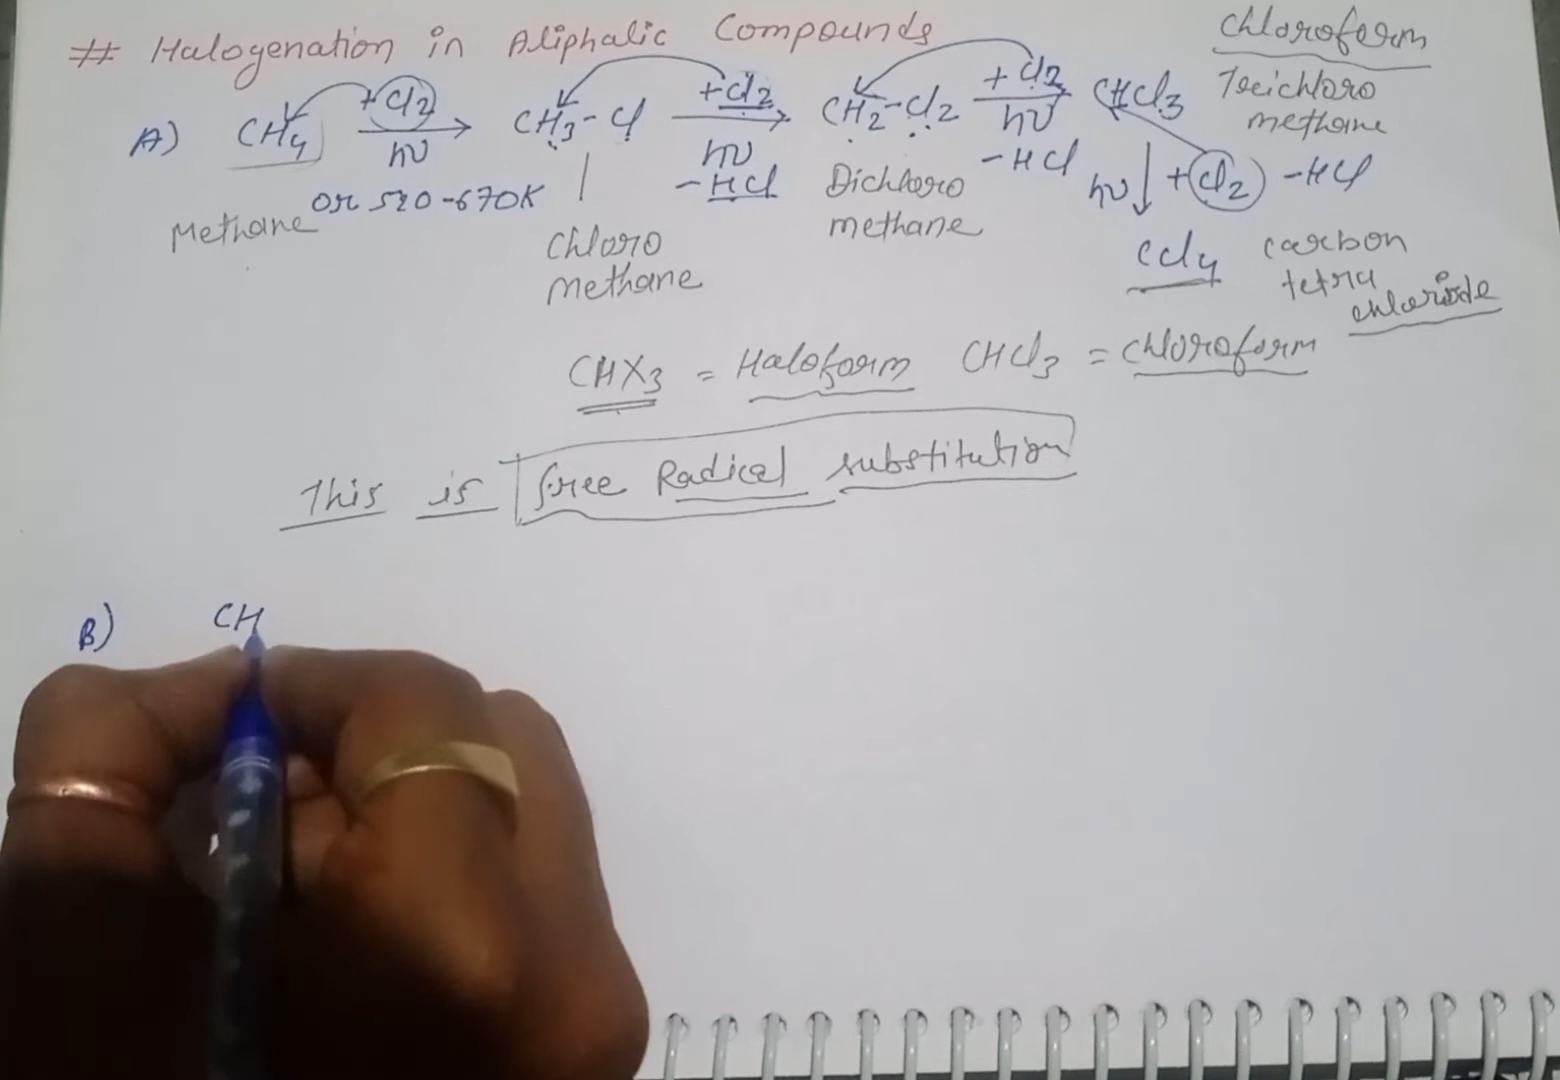 # Halogenation in Aliphalic Compounds
A) CH4 +Cl2 hν or 520-670K CH3-Cl +Cl2 hν -HCl CH2-Cl2 +Cl2 hν -HCl CHCl3
Chloroform
Trichloro
methane
Methane
Chloro
methane
Dichloro
methane
hν +Cl2 -HCl
CCl4 carbon
tetra
chloride
CHX3 = Haloform CHCl3 = chloroform
This is free Radical substitution
B) CH